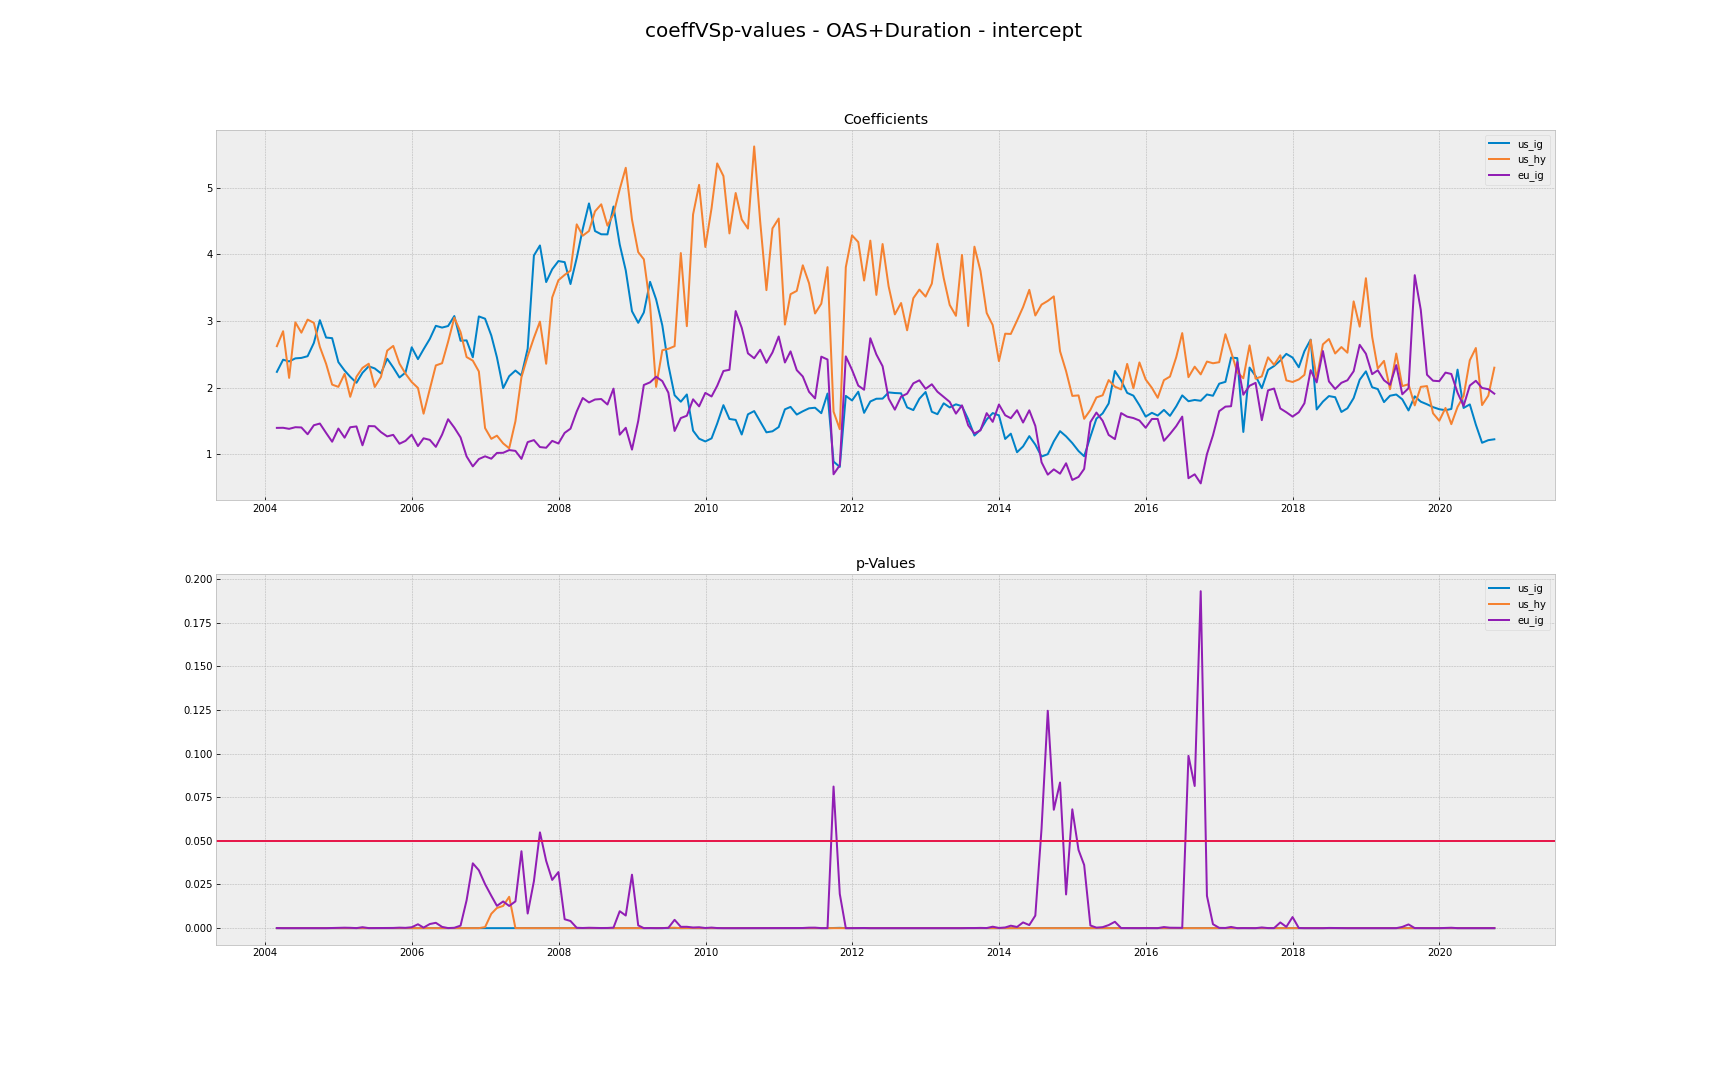 coeffVSp-values - OAS+Duration - intercept
Coefficients
us_ig
us_hy
eu_ig
5
4
3
2
1
2004 2006 2008 2010 2012 2014 2016 2018 2020
p-Values
us_ig
us_hy
eu_ig
0.200
0.175
0.150
0.125
0.100
0.075
0.050
0.025
0.000
2004 2006 2008 2010 2012 2014 2016 2018 2020